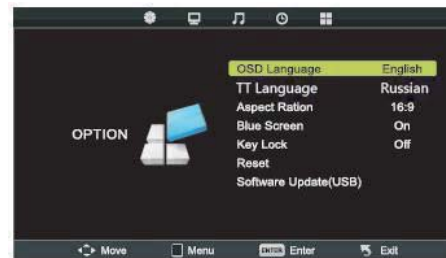 OPTION
OSD Language English
TT Language Russian
Aspect Ration 16:9
Blue Screen On
Key Lock Off
Reset
Software Update(USB)
Move Menu ENTER Enter Exit